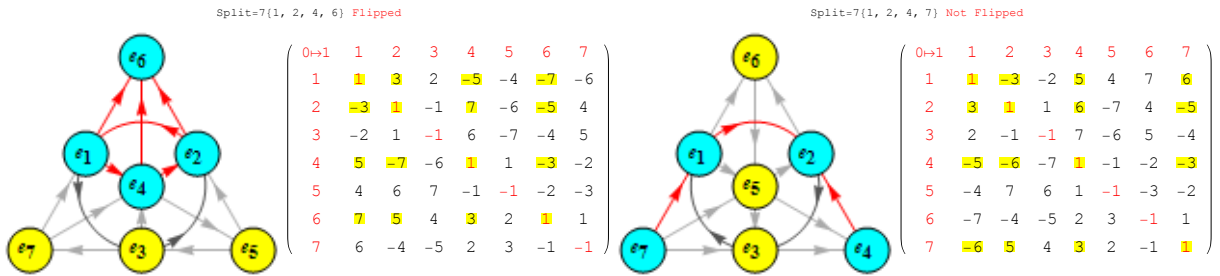 Split=7{1, 2, 4, 6} Flipped
e6
e1
e2
e4
e7
e3
e5
0↦1 1 2 3 4 5 6 7
1 1 3 2 −5 −4 −7 −6
2 −3 1 −1 7 −6 −5 4
3 −2 1 −1 6 −7 −4 5
4 5 −7 −6 1 1 −3 −2
5 4 6 7 −1 −1 −2 −3
6 7 5 4 3 2 1 1
7 6 −4 −5 2 3 −1 −1
Split=7{1, 2, 4, 7} Not Flipped
e6
e1
e2
e5
e7
e3
e4
0↦1 1 2 3 4 5 6 7
1 1 −3 −2 5 4 7 6
2 3 1 1 6 −7 4 −5
3 2 −1 −1 7 −6 5 −4
4 −5 −6 −7 1 −1 −2 −3
5 −4 7 6 1 −1 −3 −2
6 −7 −4 −5 2 3 −1 1
7 −6 5 4 3 2 −1 1